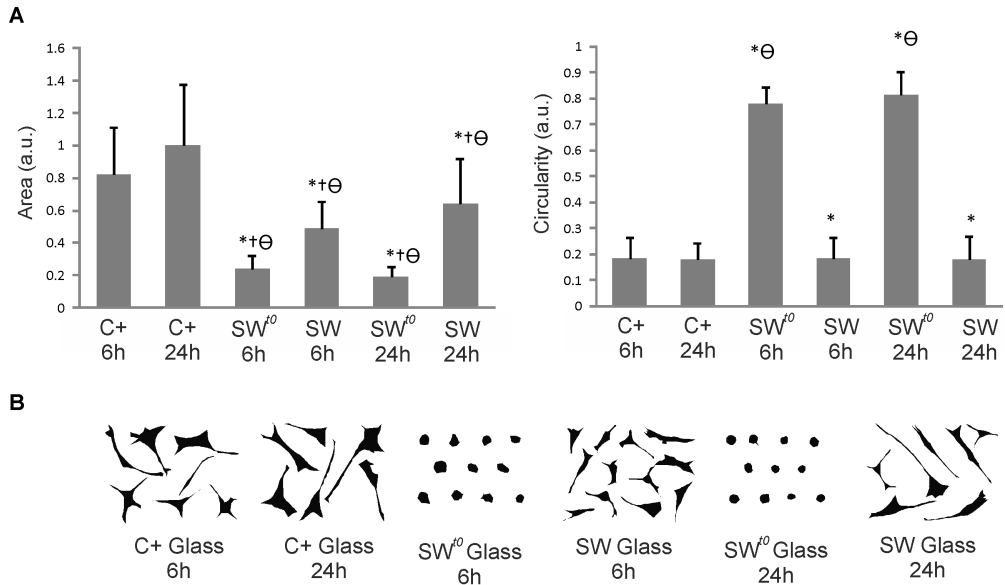 A
Area (a.u.)
1.6
1.4
1.2
1
0.8
0.6
0.4
0.2
0
*†Ɵ
*†Ɵ
*†Ɵ
*†Ɵ
C+ C+ SWᵗ⁰ SW SWᵗ⁰ SW
6h 24h 6h 6h 24h 24h
Circularity (a.u.)
1
0.9
0.8
0.7
0.6
0.5
0.4
0.3
0.2
0.1
0
*Ɵ
*
*Ɵ
*
C+ C+ SWᵗ⁰ SW SWᵗ⁰ SW
6h 24h 6h 6h 24h 24h
B
C+ Glass
6h
C+ Glass
24h
SWᵗ⁰ Glass
6h
SW Glass
6h
SWᵗ⁰ Glass
24h
SW Glass
24h